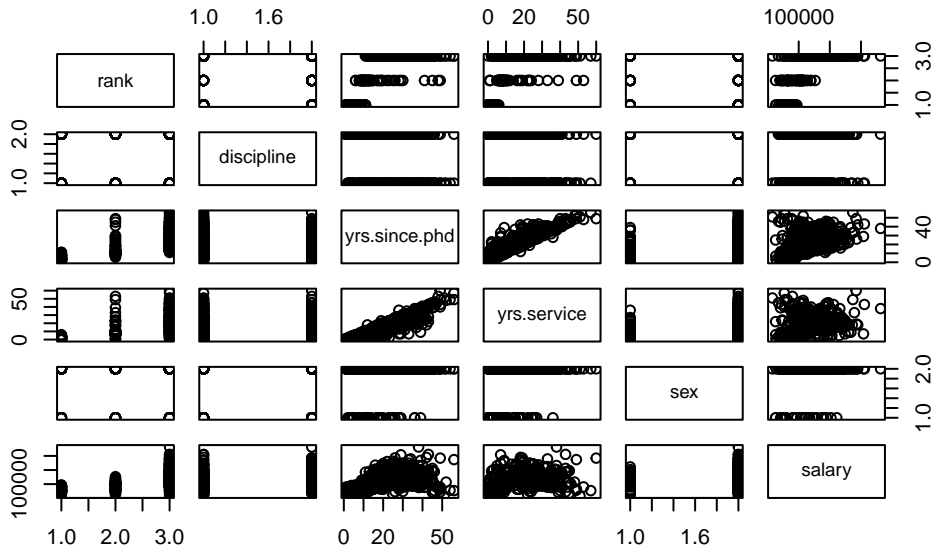 1.0 1.6 0 20 50 100000
rank 1.0 3.0
1.0 2.0 discipline
yrs.since.phd 0 40
0 50 yrs.service
sex 1.0 2.0
100000 salary
1.0 2.0 3.0 0 20 50 1.0 1.6